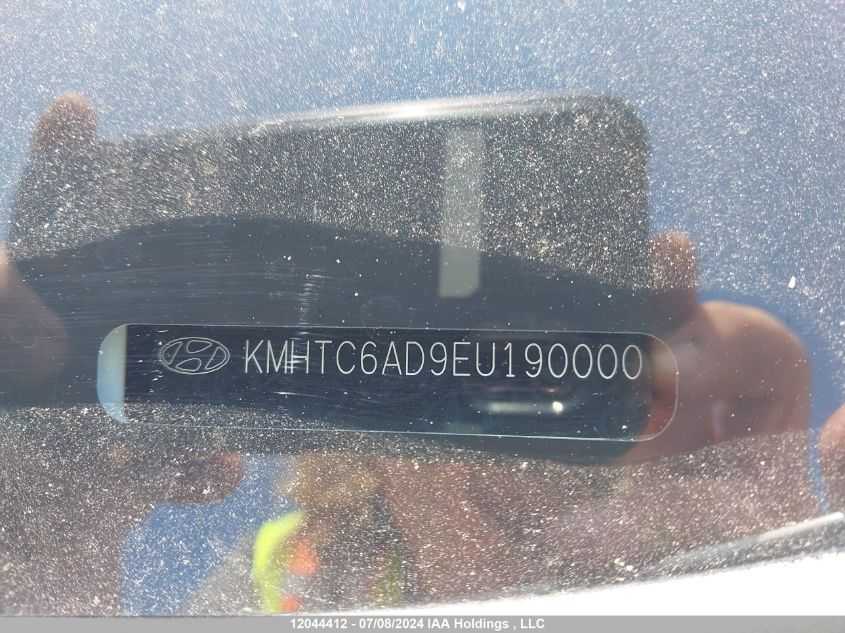 KMHTC6AD9EU190000
12044412 - 07/08/2024 IAA Holdings , LLC